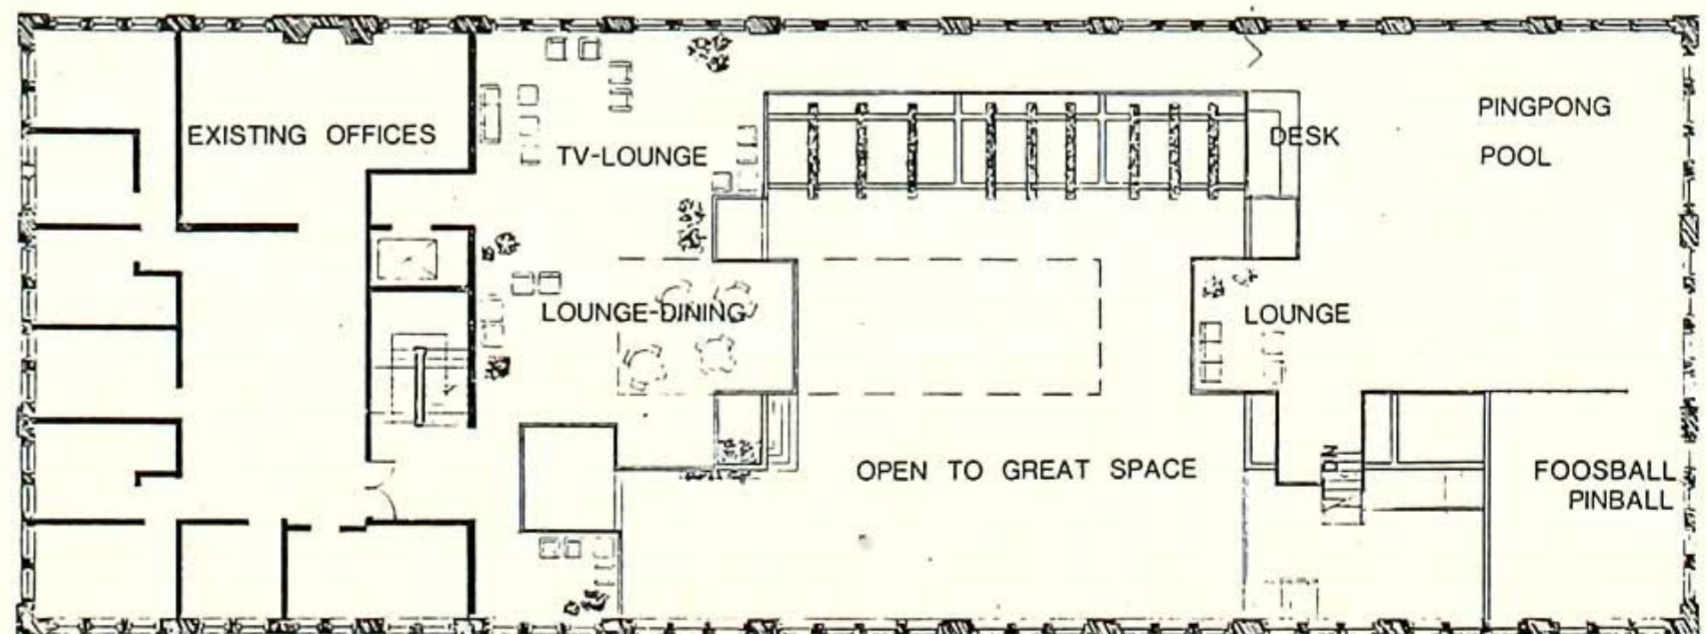 EXISTING OFFICES
TV-LOUNGE
DESK
PINGPONG
POOL
LOUNGE-DINING
LOUNGE
OPEN TO GREAT SPACE
DN
FOOSBALL
PINBALL